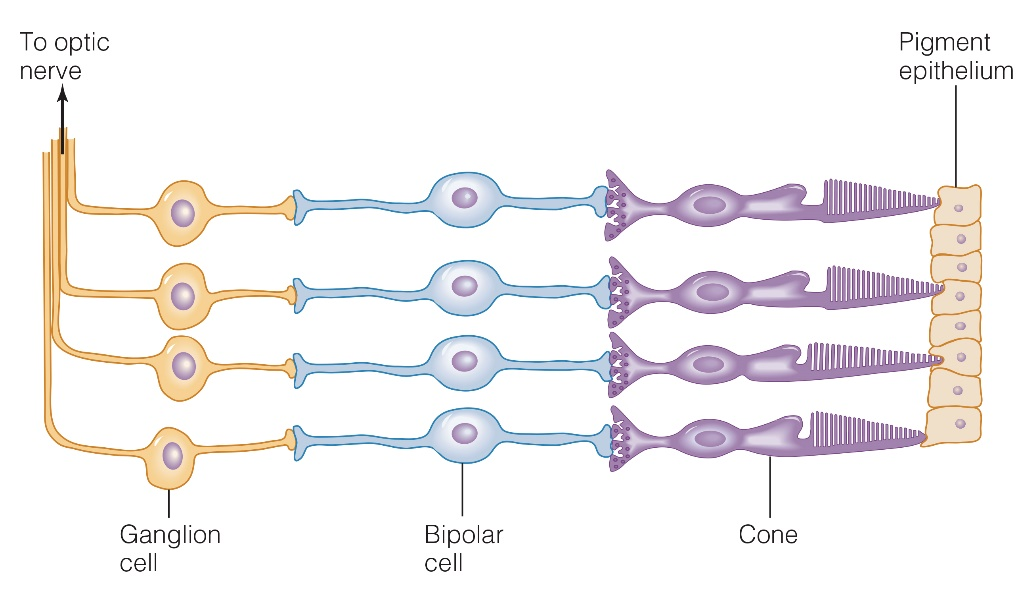 To optic
nerve
Pigment
epithelium
Ganglion
cell
Bipolar
cell
Cone